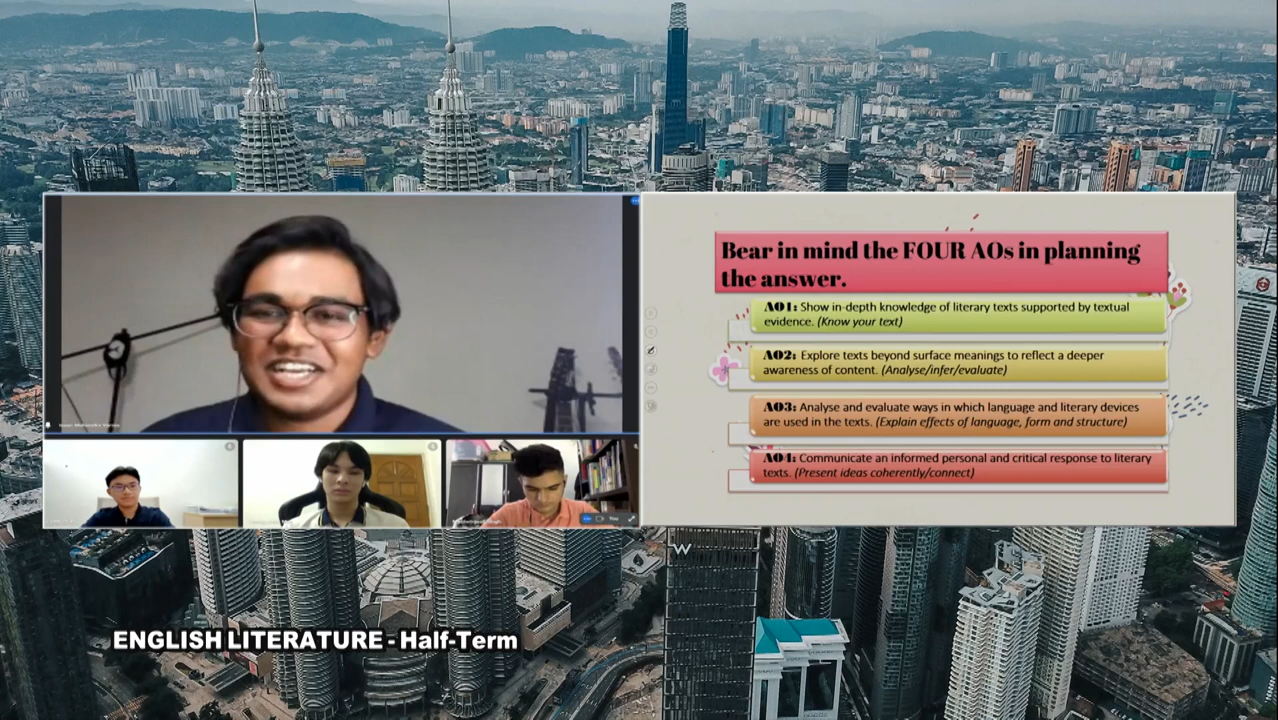 Bear in mind the FOUR AOs in planning
the answer.
AO1: Show in-depth knowledge of literary texts supported by textual
evidence. (Know your text)
AO2: Explore texts beyond surface meanings to reflect a deeper
awareness of content. (Analyse/infer/evaluate)
AO3: Analyse and evaluate ways in which language and literary devices
are used in the texts. (Explain effects of language, form and structure)
AO4: Communicate an informed personal and critical response to literary
texts. (Present ideas coherently/connect)
You
W
ENGLISH LITERATURE - Half-Term